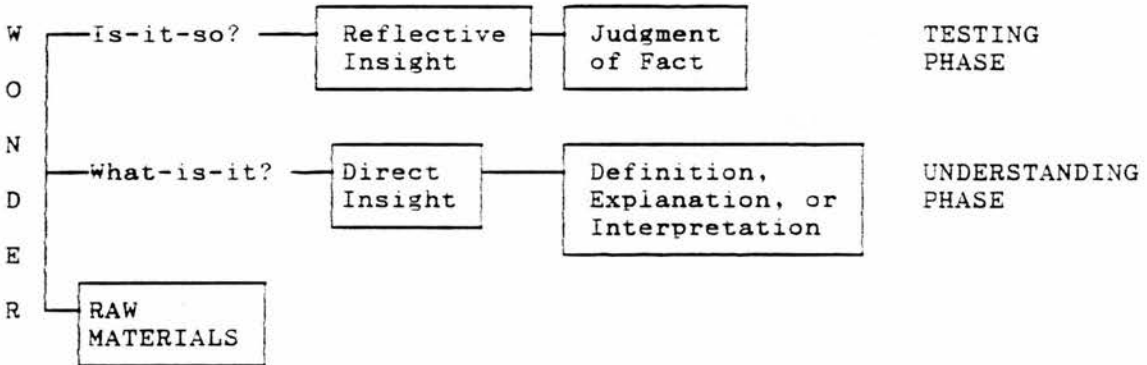 W Is-it-so? Reflective Judgment TESTING
Insight of Fact PHASE
O
N
What-is-it? Direct Definition, UNDERSTANDING
D Insight Explanation, or PHASE
Interpretation
E
R RAW
MATERIALS